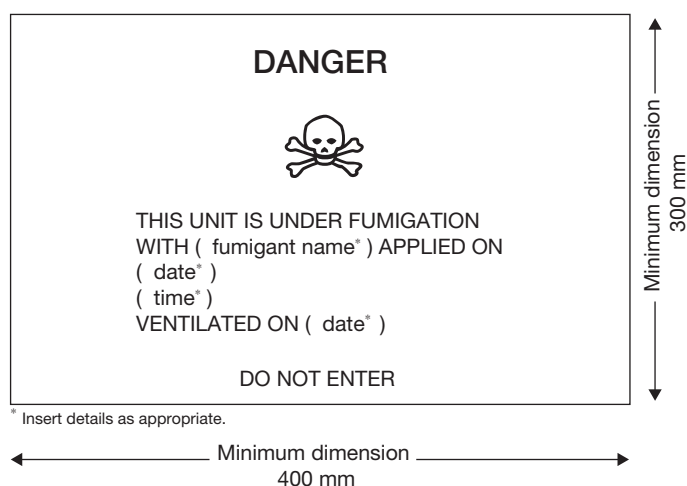 DANGER
THIS UNIT IS UNDER FUMIGATION
WITH ( fumigant name* ) APPLIED ON
( date* )
( time* )
VENTILATED ON ( date* )
DO NOT ENTER
* Insert details as appropriate.
Minimum dimension
400 mm
Minimum dimension
300 mm